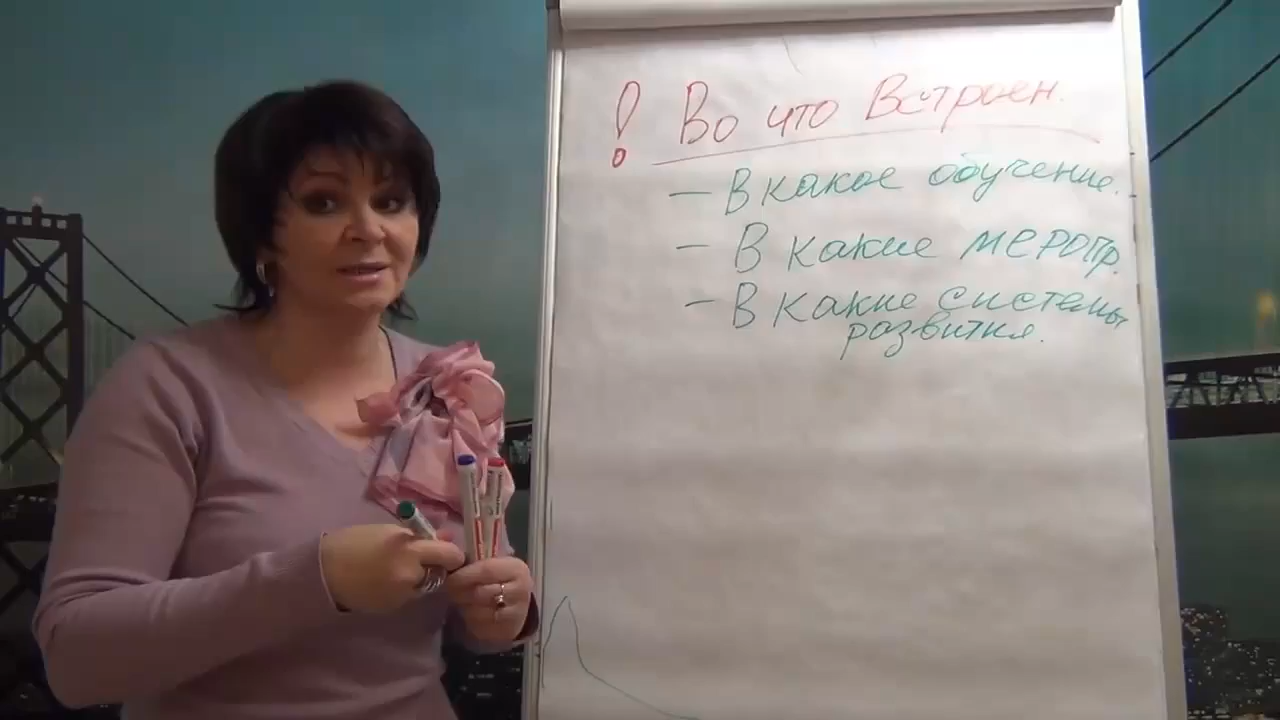 ! Во что Встроен.
– В какое обучение.
– В какие меропр.
– В какие системы
развития.